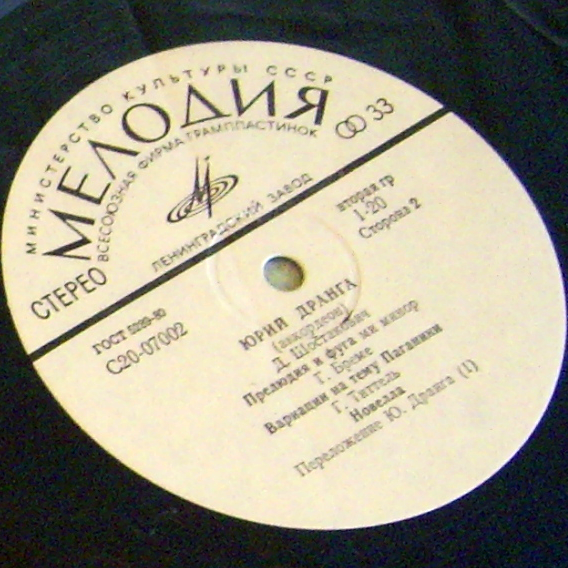 МИНИСТЕРСТВО КУЛЬТУРЫ СССР
МЕЛОДИЯ
ВСЕСОЮЗНАЯ ФИРМА ГРАМПЛАСТИНОК
33
СТЕРЕО
ЛЕНИНГРАДСКИЙ ЗАВОД
ГОСТ 5289-80
С20-07002
вторая гр
1-20
Сторона 2
ЮРИЙ ДРАНГА
(аккордеон)
Д. Шостакович
Прелюдия и фуга ми минор
Г. Бреме
Вариации на тему Паганини
Г. Титтель
Новелла
Переложение Ю. Дранга (1)